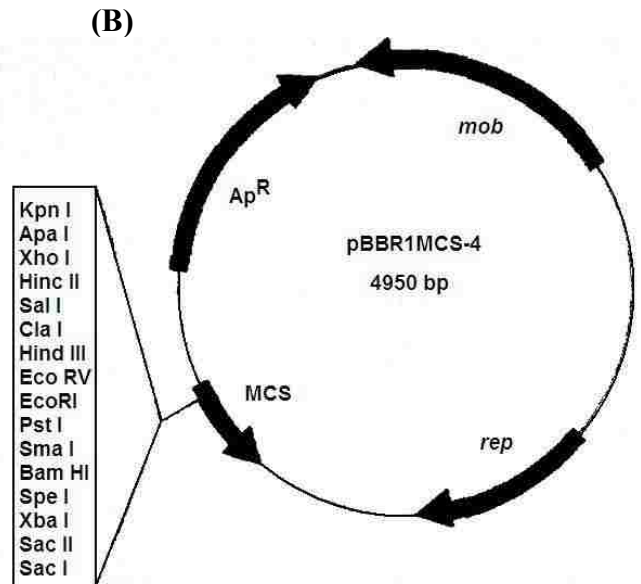 (B)
mob
Ap^R
pBBR1MCS-4
4950 bp
MCS
rep
Kpn I
Apa I
Xho I
Hinc II
Sal I
Cla I
Hind III
Eco RV
EcoRI
Pst I
Sma I
Bam HI
Spe I
Xba I
Sac II
Sac I